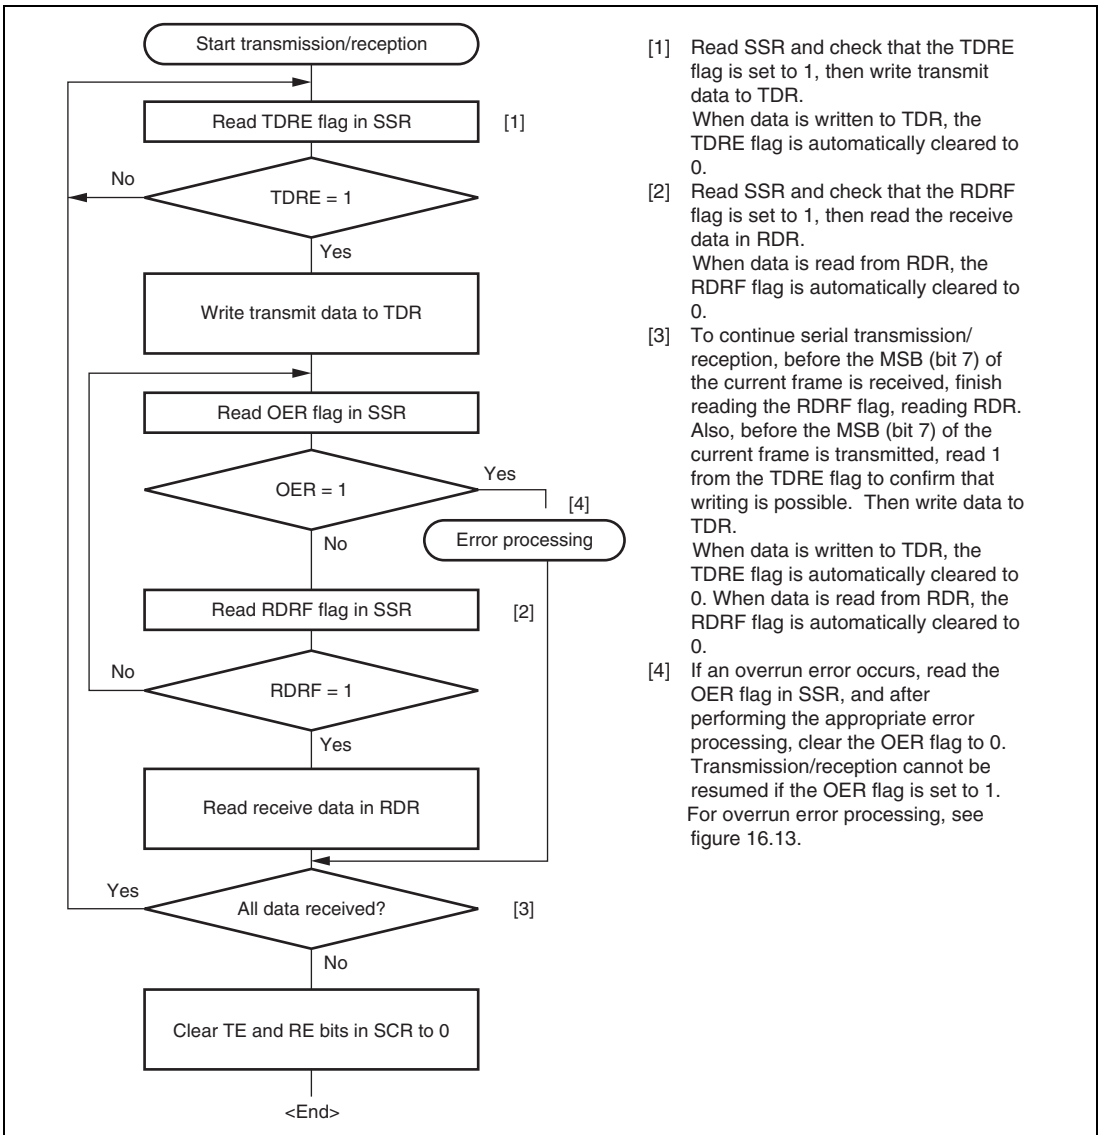 Start transmission/reception
Read TDRE flag in SSR
[1]
No
TDRE = 1
Yes
Write transmit data to TDR
Read OER flag in SSR
OER = 1
Yes
[4]
Error processing
No
Read RDRF flag in SSR
[2]
No
RDRF = 1
Yes
Read receive data in RDR
Yes
All data received?
[3]
No
Clear TE and RE bits in SCR to 0
<End>
[1] Read SSR and check that the TDRE
flag is set to 1, then write transmit
data to TDR.
When data is written to TDR, the
TDRE flag is automatically cleared to
0.
[2] Read SSR and check that the RDRF
flag is set to 1, then read the receive
data in RDR.
When data is read from RDR, the
RDRF flag is automatically cleared to
0.
[3] To continue serial transmission/
reception, before the MSB (bit 7) of
the current frame is received, finish
reading the RDRF flag, reading RDR.
Also, before the MSB (bit 7) of the
current frame is transmitted, read 1
from the TDRE flag to confirm that
writing is possible. Then write data to
TDR.
When data is written to TDR, the
TDRE flag is automatically cleared to
0. When data is read from RDR, the
RDRF flag is automatically cleared to
0.
[4] If an overrun error occurs, read the
OER flag in SSR, and after
performing the appropriate error
processing, clear the OER flag to 0.
Transmission/reception cannot be
resumed if the OER flag is set to 1.
For overrun error processing, see
figure 16.13.